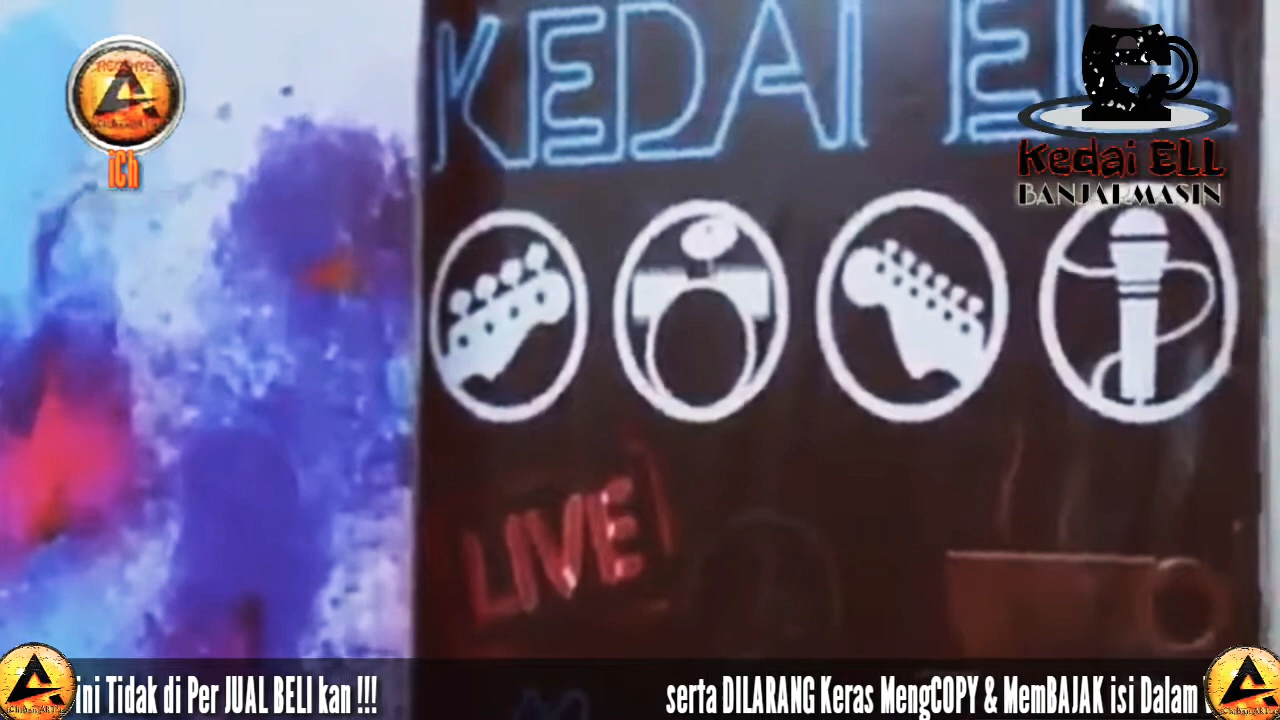 KEDAI ELL
iCh
Kedai ELL
BANJARMASIN
LIVE
ini Tidak di Per JUAL BELI kan !!! serta DILARANG Keras MengCOPY & MemBAJAK isi Dalam